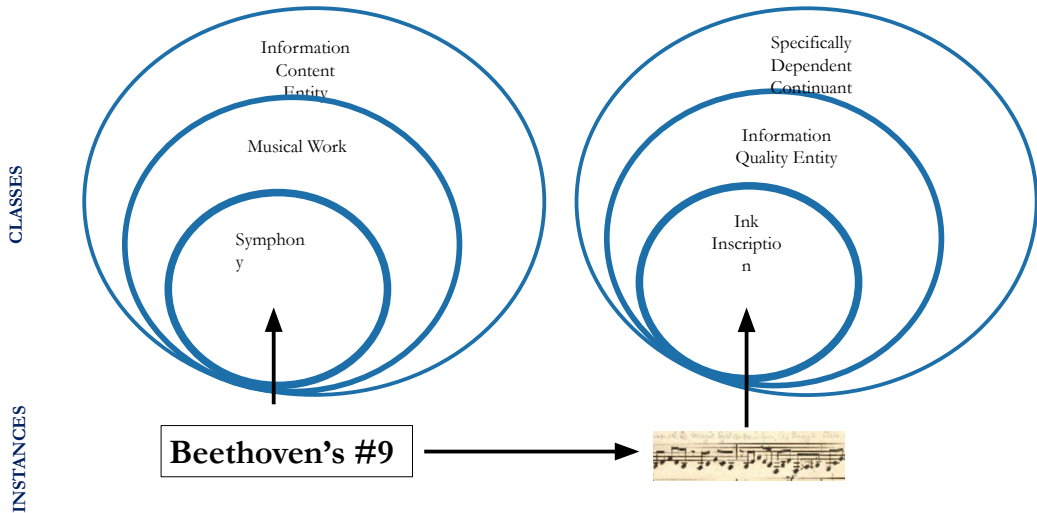 Information
Content
Entity
Musical Work
Symphon
y
Specifically
Dependent
Continuant
Information
Quality Entity
Ink
Inscriptio
n
CLASSES
INSTANCES
Beethoven’s #9